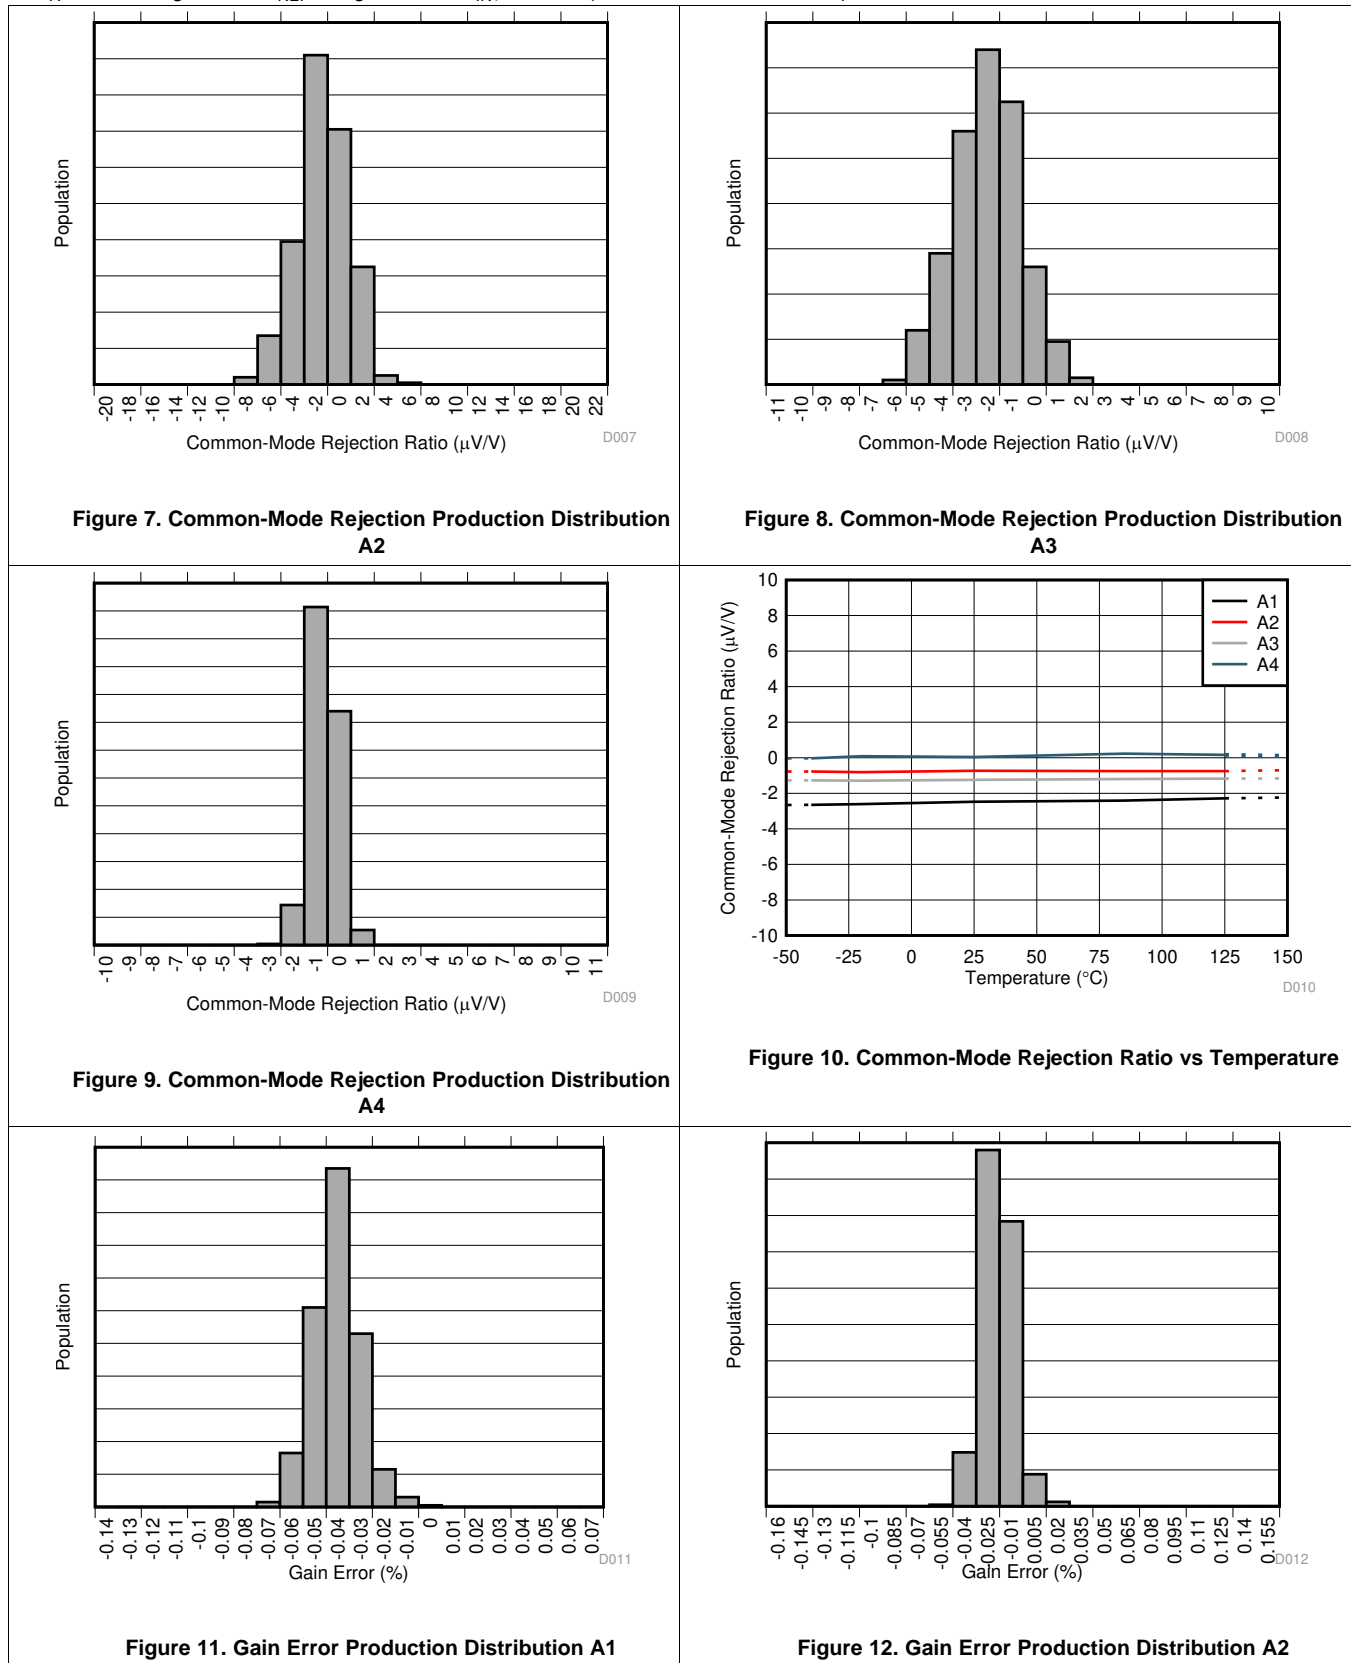 Population
-20 -18 -16 -14 -12 -10 -8 -6 -4 -2 0 2 4 6 8 10 12 14 16 18 20 22
Common-Mode Rejection Ratio (μV/V)
D007
Figure 7. Common-Mode Rejection Production Distribution
A2
Population
-11 -10 -9 -8 -7 -6 -5 -4 -3 -2 -1 0 1 2 3 4 5 6 7 8 9 10
Common-Mode Rejection Ratio (μV/V)
D008
Figure 8. Common-Mode Rejection Production Distribution
A3
Population
-10 -9 -8 -7 -6 -5 -4 -3 -2 -1 0 1 2 3 4 5 6 7 8 9 10 11
Common-Mode Rejection Ratio (μV/V)
D009
Figure 9. Common-Mode Rejection Production Distribution
A4
Common-Mode Rejection Ratio (μV/V)
10
8
6
4
2
0
-2
-4
-6
-8
-10
A1
A2
A3
A4
-50 -25 0 25 50 75 100 125 150
Temperature (°C)
D010
Figure 10. Common-Mode Rejection Ratio vs Temperature
Population
-0.14 -0.13 -0.12 -0.11 -0.1 -0.09 -0.08 -0.07 -0.06 -0.05 -0.04 -0.03 -0.02 -0.01 0 0.01 0.02 0.03 0.04 0.05 0.06 0.07
Gain Error (%)
D011
Figure 11. Gain Error Production Distribution A1
Population
-0.16 -0.145 -0.13 -0.115 -0.1 -0.085 -0.07 -0.055 -0.04 -0.025 -0.01 0.005 0.02 0.035 0.05 0.065 0.08 0.095 0.11 0.125 0.14 0.155
Gain Error (%)
D012
Figure 12. Gain Error Production Distribution A2